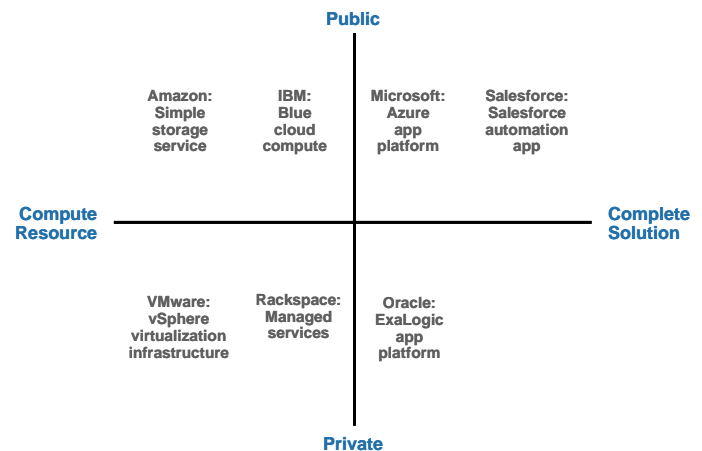 Public
Amazon:
Simple
storage
service
IBM:
Blue
cloud
compute
Microsoft:
Azure
app
platform
Salesforce:
Salesforce
automation
app
Compute
Resource
Complete
Solution
VMware:
vSphere
virtualization
infrastructure
Rackspace:
Managed
services
Oracle:
ExaLogic
app
platform
Private